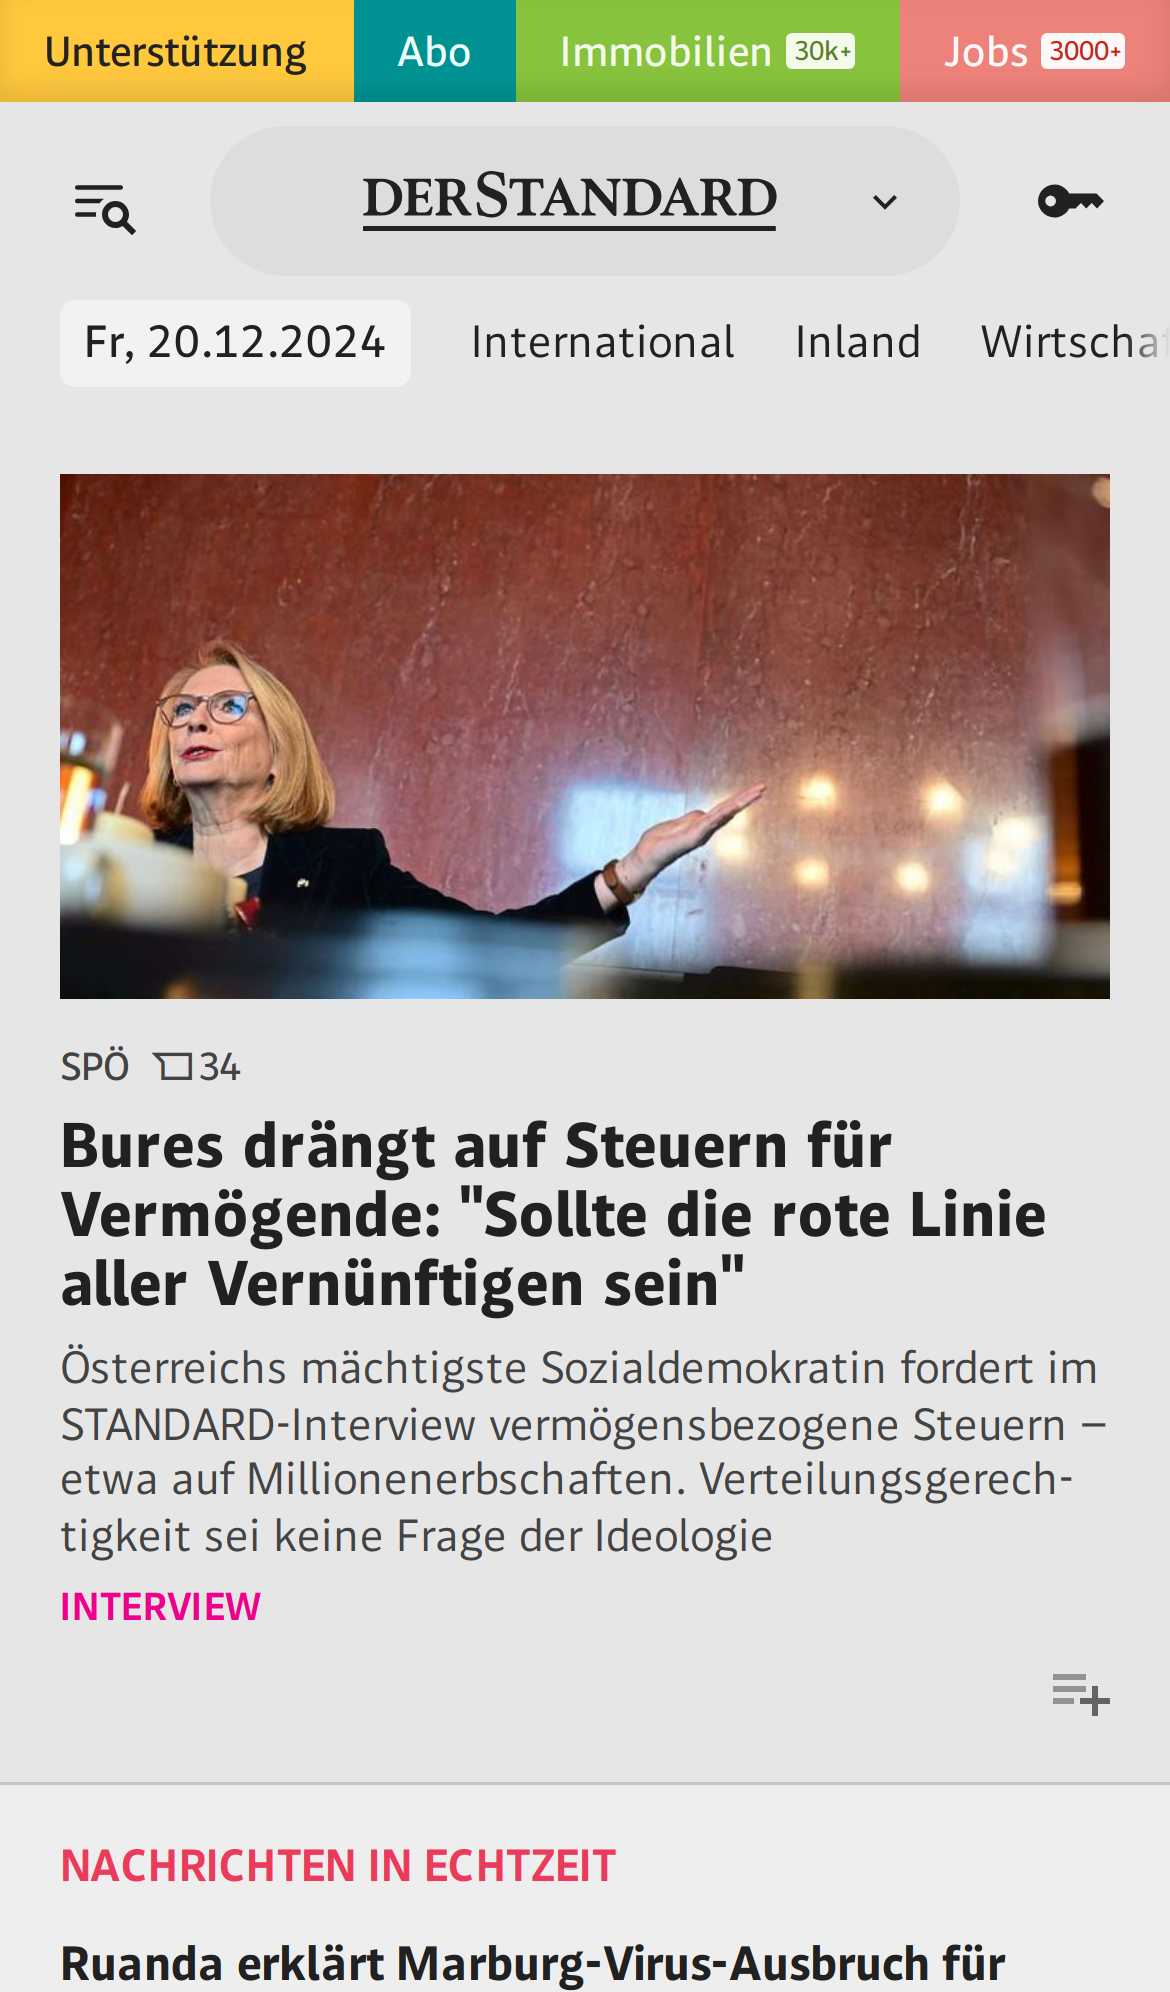 Unterstützung Abo Immobilien 30k+ Jobs 3000+
DERSTANDARD
Fr, 20.12.2024 International Inland Wirtscha
SPÖ 34
Bures drängt auf Steuern für
Vermögende: "Sollte die rote Linie
aller Vernünftigen sein"
Österreichs mächtigste Sozialdemokratin fordert im
STANDARD-Interview vermögensbezogene Steuern –
etwa auf Millionenerbschaften. Verteilungsgerech-
tigkeit sei keine Frage der Ideologie
INTERVIEW
NACHRICHTEN IN ECHTZEIT
Ruanda erklärt Marburg-Virus-Ausbruch für